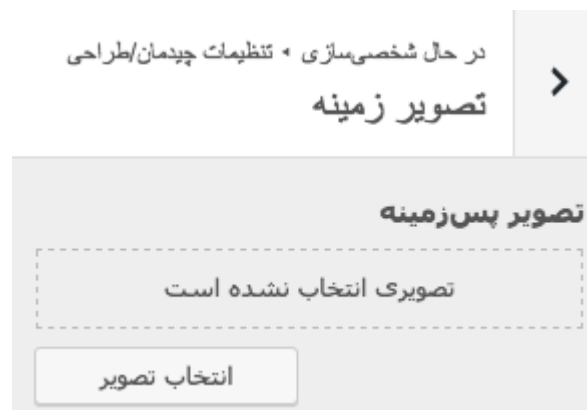 در حال شخصی‌سازی ◂ تنظیمات چیدمان/طراحی
تصویر زمینه
تصویر پس‌زمینه
تصویری انتخاب نشده است
انتخاب تصویر